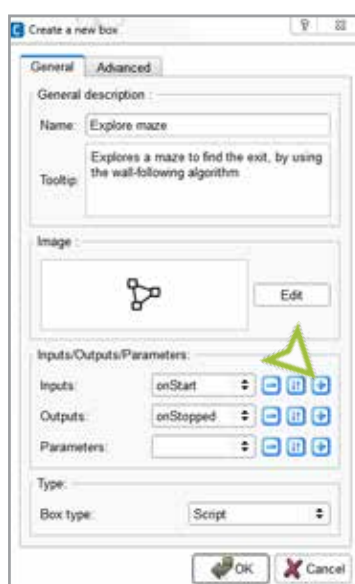 Create a new box
General Advanced
General description :
Name: Explore maze
Tooltip: Explores a maze to find the exit, by using
the wall-following algorithm
Image :
Edit
Inputs/Outputs/Parameters:
Inputs: onStart
Outputs: onStopped
Parameters:
Type:
Box type: Script
OK Cancel